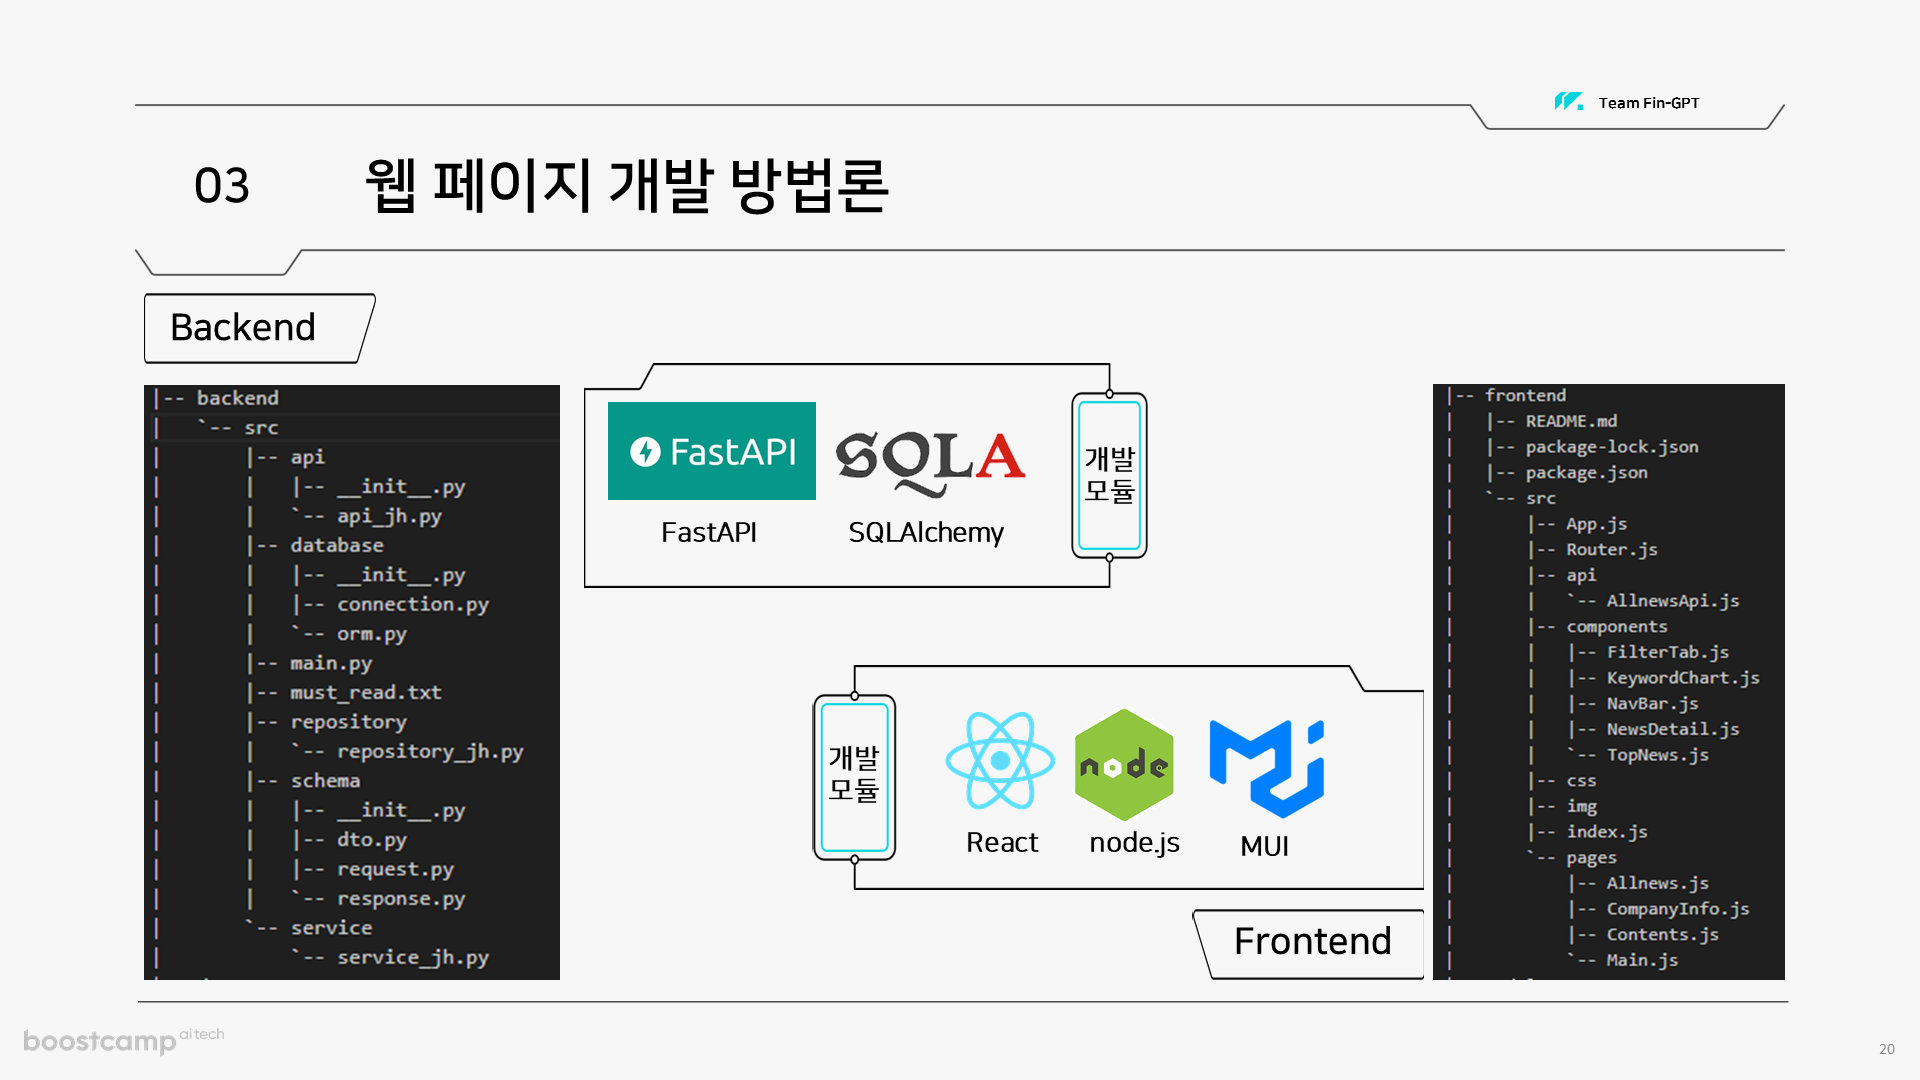 Team Fin-GPT
03 웹 페이지 개발 방법론
Backend
|-- backend
|   `-- src
|       |-- api
|       |   |-- __init__.py
|       |   `-- api_jh.py
|       |-- database
|       |   |-- __init__.py
|       |   |-- connection.py
|       |   `-- orm.py
|       |-- main.py
|       |-- must_read.txt
|       |-- repository
|       |   `-- repository_jh.py
|       |-- schema
|       |   |-- __init__.py
|       |   |-- dto.py
|       |   |-- request.py
|       |   `-- response.py
|       `-- service
|           `-- service_jh.py
FastAPI
SQLA
FastAPI
SQLAlchemy
개발
모듈
개발
모듈
node
React
node.js
MUI
Frontend
|-- frontend
|   |-- README.md
|   |-- package-lock.json
|   |-- package.json
|   `-- src
|       |-- App.js
|       |-- Router.js
|       |-- api
|       |   `-- AllnewsApi.js
|       |-- components
|       |   |-- FilterTab.js
|       |   |-- KeywordChart.js
|       |   |-- NavBar.js
|       |   |-- NewsDetail.js
|       |   `-- TopNews.js
|       |-- css
|       |-- img
|       |-- index.js
|       `-- pages
|           |-- Allnews.js
|           |-- CompanyInfo.js
|           |-- Contents.js
|           `-- Main.js
boostcamp ai tech
20